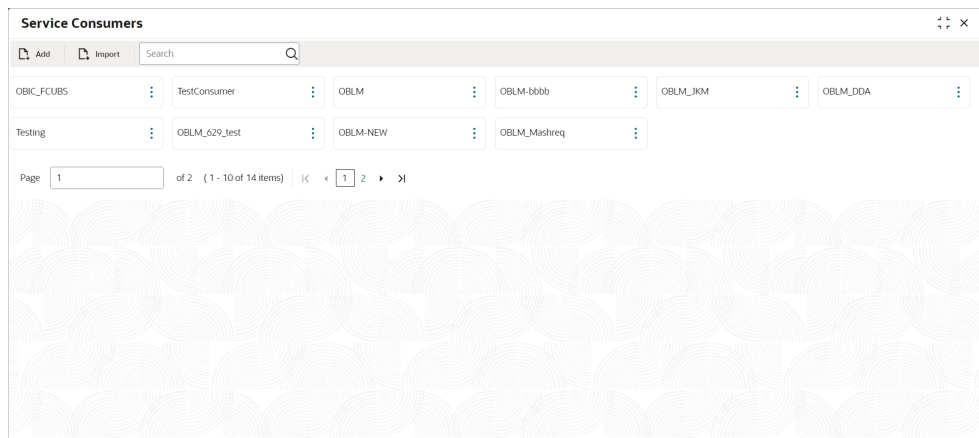 Service Consumers
Add Import Search
OBIC_FCUBS TestConsumer OBLM OBLM-bbbb OBLM_JKM OBLM_DDA
Testing OBLM_629_test OBLM-NEW OBLM_Mashreq
Page 1 of 2 ( 1 - 10 of 14 items) 1 2